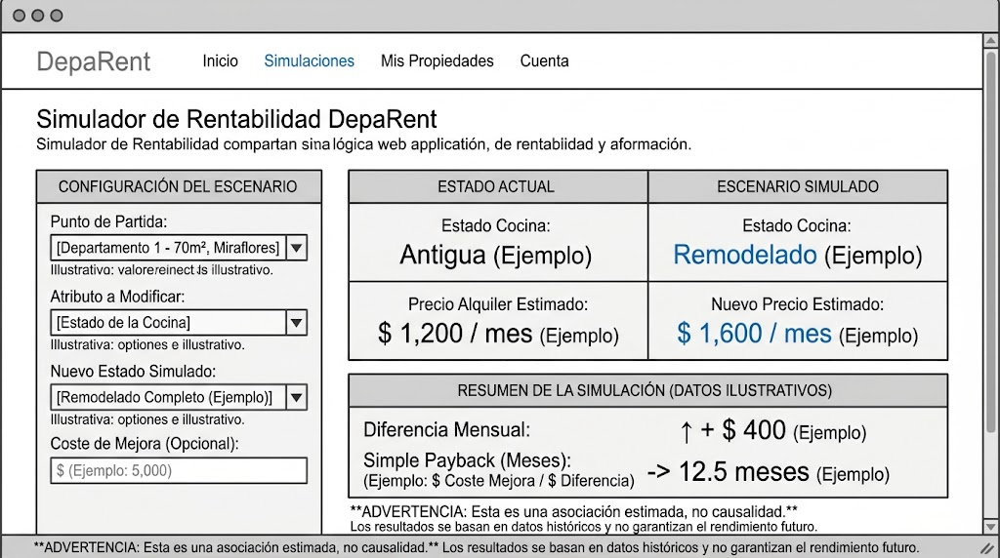 DepaRent
Inicio Simulaciones Mis Propiedades Cuenta
Simulador de Rentabilidad DepaRent
Simulador de Rentabilidad compartan sina lógica web applicatión, de rentabiidad y aformación.
CONFIGURACIÓN DEL ESCENARIO
Punto de Partida:
[Departamento 1 - 70m², Miraflores]
Illustrativa:
illustrativo.
Atributo a Modificar:
[Estado de la Cocina]
Illustrativa: optiones e illustrativo.
Nuevo Estado Simulado:
[Remodelado Completo (Ejemplo)]
Illustrativa: optiones e illustrativo.
Coste de Mejora (Opcional):
$ (Ejemplo: 5,000)
ESTADO ACTUAL
ESCENARIO SIMULADO
Estado Cocina:
Antigua (Ejemplo)
Estado Cocina:
Remodelado (Ejemplo)
Precio Alquiler Estimado:
$ 1,200 / mes (Ejemplo)
Nuevo Precio Estimado:
$ 1,600 / mes (Ejemplo)
RESUMEN DE LA SIMULACIÓN (DATOS ILUSTRATIVOS)
Diferencia Mensual: ↑ + $ 400 (Ejemplo)
Simple Payback (Meses):
(Ejemplo: $ Coste Mejora / $ Diferencia) -> 12.5 meses (Ejemplo)
**ADVERTENCIA: Esta es una asociación estimada, no causalidad.**
Los resultados se basan en datos históricos y no garantizan el rendimiento futuro.
**ADVERTENCIA: Esta es una asociación estimada, no causalidad.** Los resultados se basan en datos históricos y no garantizan el rendimiento futuro.